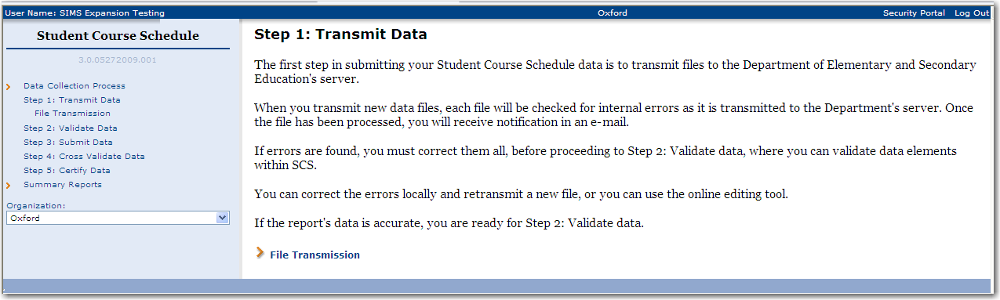 User Name: SIMS Expansion Testing Oxford Security Portal Log Out
Student Course Schedule
3.0.05272009.001
Data Collection Process
Step 1: Transmit Data
File Transmission
Step 2: Validate Data
Step 3: Submit Data
Step 4: Cross Validate Data
Step 5: Certify Data
Summary Reports
Organization:
Oxford
Step 1: Transmit Data
The first step in submitting your Student Course Schedule data is to transmit files to the Department of Elementary and Secondary
Education's server.
When you transmit new data files, each file will be checked for internal errors as it is transmitted to the Department's server. Once
the file has been processed, you will receive notification in an e-mail.
If errors are found, you must correct them all, before proceeding to Step 2: Validate data, where you can validate data elements
within SCS.
You can correct the errors locally and retransmit a new file, or you can use the online editing tool.
If the report's data is accurate, you are ready for Step 2: Validate data.
File Transmission